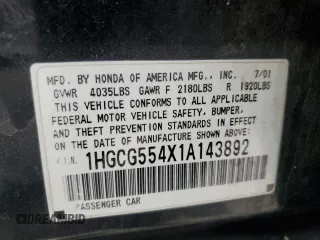 MFD. BY HONDA OF AMERICA MFG., INC. 7/01
GVWR 4035LBS GAWR F 2180LBS R 1920LBS
THIS VEHICLE CONFORMS TO ALL APPLICABLE
FEDERAL MOTOR VEHICLE SAFETY, BUMPER,
AND THEFT PREVENTION STANDARDS IN EFFECT
ON THE DATE OF MANUFACTURE SHOWN ABOVE.
V.I.N. 1HGCG554X1A143892
PASSENGER CAR
DREAMBID